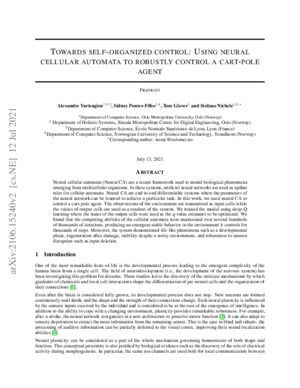 TOWARDS SELF-ORGANIZED CONTROL: USING NEURAL
CELLULAR AUTOMATA TO ROBUSTLY CONTROL A CART-POLE
AGENT
PREPRINT
Alexandre Variengien1,2,3, Sidney Pontes-Filho1,4, Tom Glover1 and Stefano Nichele1,2,*
1Department of Computer Science, Oslo Metropolitan University, Oslo (Norway)
2 Department of Holistic Systems, Simula Metropolitan Centre for Digital Engineering, Oslo (Norway)
3Department of Computer Science, École Normale Supérieure de Lyon, Lyon (France)
4Department of Computer Science, Norwegian University of Science and Technology, Trondheim (Norway)
*Corresponding author: stenic@oslomet.no
July 13, 2021
ABSTRACT
Neural cellular automata (Neural CA) are a recent framework used to model biological phenomena
emerging from multicellular organisms. In these systems, artificial neural networks are used as update
rules for cellular automata. Neural CA are end-to-end differentiable systems where the parameters of
the neural network can be learned to achieve a particular task. In this work, we used neural CA to
control a cart-pole agent. The observations of the environment are transmitted in input cells while
the values of output cells are used as a readout of the system. We trained the model using deep-Q
learning where the states of the output cells were used as the q-value estimates to be optimized. We
found that the computing abilities of the cellular automata were maintained over several hundreds
of thousands of iterations, producing an emergent stable behavior in the environment it controls for
thousands of steps. Moreover, the system demonstrated life-like phenomena such as a developmental
phase, regeneration after damage, stability despite a noisy environment, and robustness to unseen
disruption such as input deletion.
1 Introduction
One of the most remarkable feats of life is the developmental process leading to the emergent complexity of the
human brain from a single cell. The field of neurodevelopment (i.e., the development of the nervous system) has
been investigating this problem for decades. These studies led to the discovery of the intricate mechanisms by which
gradients of chemicals and local cell interactions shape the differentiation of pre-neural cells and the organization of
their connections [1].
Even after the brain is considered fully grown, its developmental process does not stop. New neurons are formed
continuously until death, and the shape and strength of their connections change. Such neural plasticity is influenced
by the sensory inputs received by the individual and is considered to be at the root of the emergence of intelligence. In
addition to the ability to cope with a changing environment, plasticity provides remarkable robustness. For example,
after a stroke, the neural network reorganizes in a new architecture to preserve motor function [2]. It can also adapt to
sensory deprivation to extract the most information from the remaining senses. This is the case in blind individuals: the
processing of auditory information can be partially deferred to the visual cortex, improving their sound localization
abilities [3].
Neural plasticity can be considered as a part of the whole mechanisms governing homeostasis of both shape and
function. This conceptual proximity is also justified by biological evidence such as the discovery of the role of electrical
activity during morphogenesis. In particular, the same ion channels are used both for local communication between
arXiv:2106.15240v2 [cs.NE] 12 Jul 2021